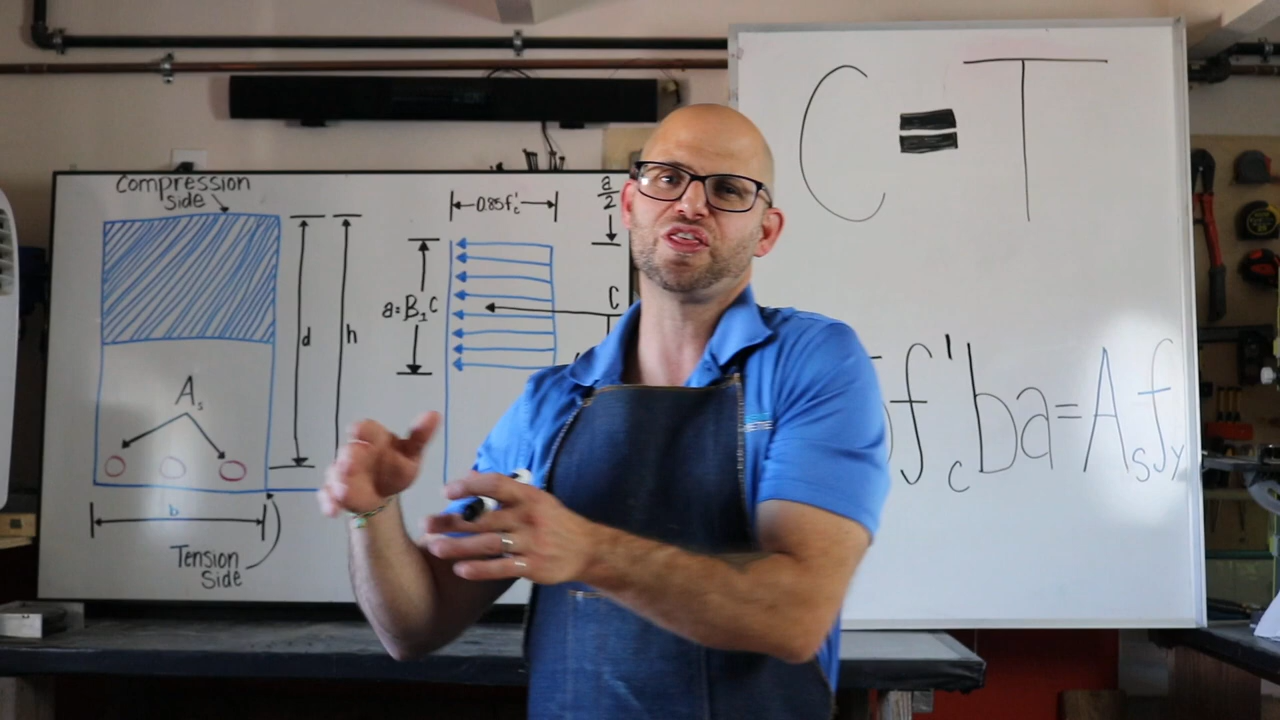 Compression
side
d
h
As
b
Tension
Side
0.85f'c
a/2
a=B1c
C
C = T
f'cba=Asfy